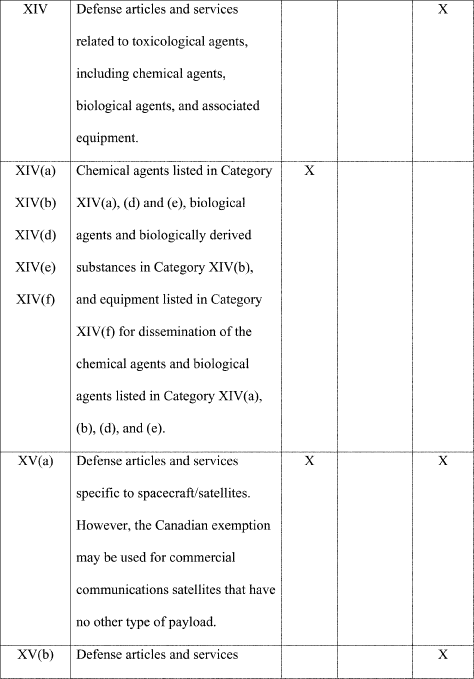 XIV Defense articles and services X
related to toxicological agents,
including chemical agents,
biological agents, and associated
equipment.
XIV(a) Chemical agents listed in Category X
XIV(b) XIV(a), (d) and (e), biological
XIV(d) agents and biologically derived
XIV(e) substances in Category XIV(b),
XIV(f) and equipment listed in Category
XIV(f) for dissemination of the
chemical agents and biological
agents listed in Category XIV(a),
(b), (d), and (e).
XV(a) Defense articles and services X X
specific to spacecraft/satellites.
However, the Canadian exemption
may be used for commercial
communications satellites that have
no other type of payload.
XV(b) Defense articles and services X